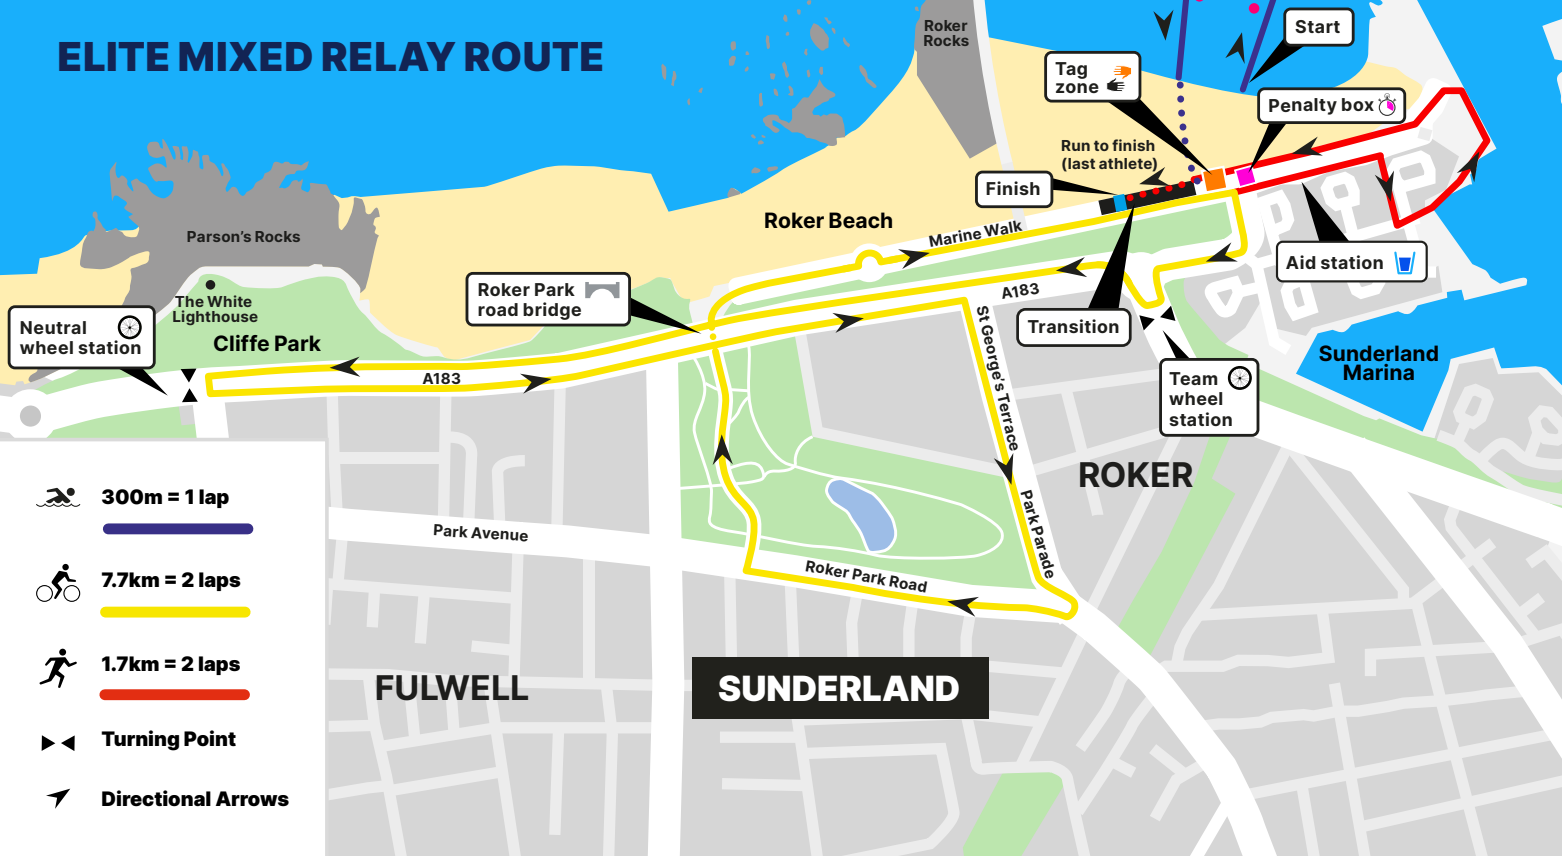 ELITE MIXED RELAY ROUTE
Roker
Rocks
Start
Tag
zone
Penalty box
Run to finish
(last athlete)
Finish
Roker Beach
Marine Walk
Parson's Rocks
Aid station
The White
Lighthouse
Roker Park
road bridge
A183
Neutral
wheel station
Cliffe Park
Transition
St George's Terrace
Sunderland
Marina
A183
Team
wheel
station
ROKER
300m = 1 lap
Park Avenue
Park Parade
7.7km = 2 laps
Roker Park Road
1.7km = 2 laps
FULWELL
SUNDERLAND
Turning Point
Directional Arrows